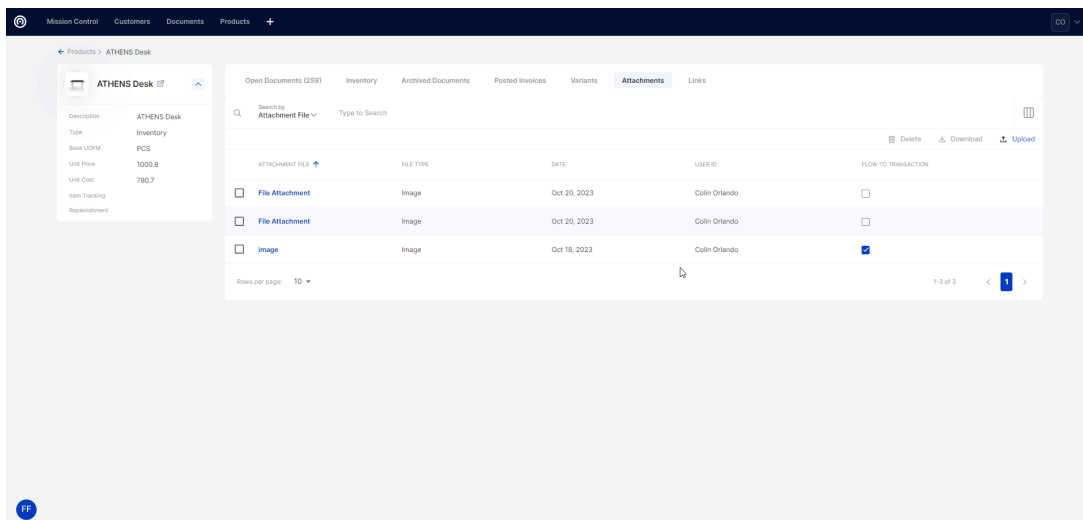 Mission Control Customers Documents Products +
CO
← Products > ATHENS Desk
ATHENS Desk
Description ATHENS Desk
Type Inventory
Base UOFM PCS
Unit Price 1000.8
Unit Cost 780.7
Item Tracking
Replenishment
Open Documents (259) Inventory Archived Documents Posted Invoices Variants Attachments Links
Search by
Attachment File Type to Search
Delete Download Upload
ATTACHMENT FILE FILE TYPE DATE USER ID FLOW TO TRANSACTION
File Attachment Image Oct 20, 2023 Colin Orlando
File Attachment Image Oct 20, 2023 Colin Orlando
image Image Oct 18, 2023 Colin Orlando
Rows per page: 10 1-3 of 3 < 1 >
FF